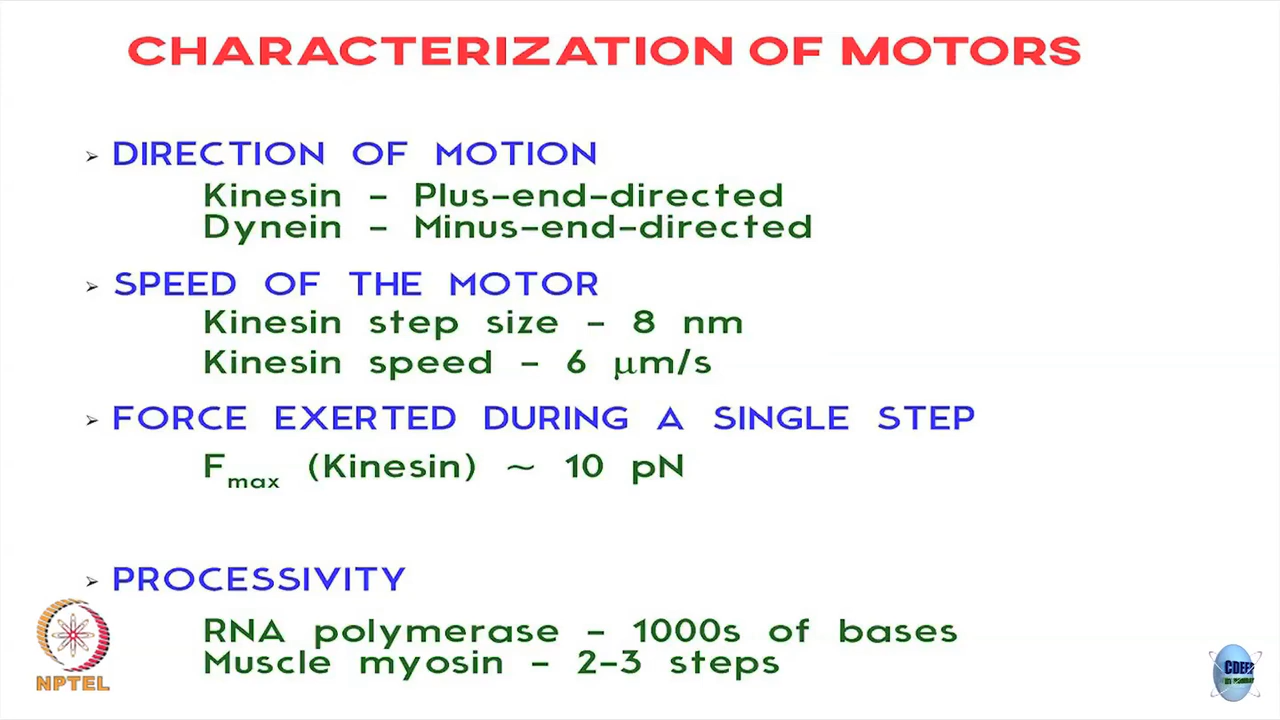 CHARACTERIZATION OF MOTORS
➢ DIRECTION OF MOTION
Kinesin – Plus-end-directed
Dynein – Minus-end-directed
➢ SPEED OF THE MOTOR
Kinesin step size – 8 nm
Kinesin speed – 6 μm/s
➢ FORCE EXERTED DURING A SINGLE STEP
Fmax (Kinesin) ~ 10 pN
➢ PROCESSIVITY
RNA polymerase – 1000s of bases
Muscle myosin – 2-3 steps
NPTEL
CDEEP